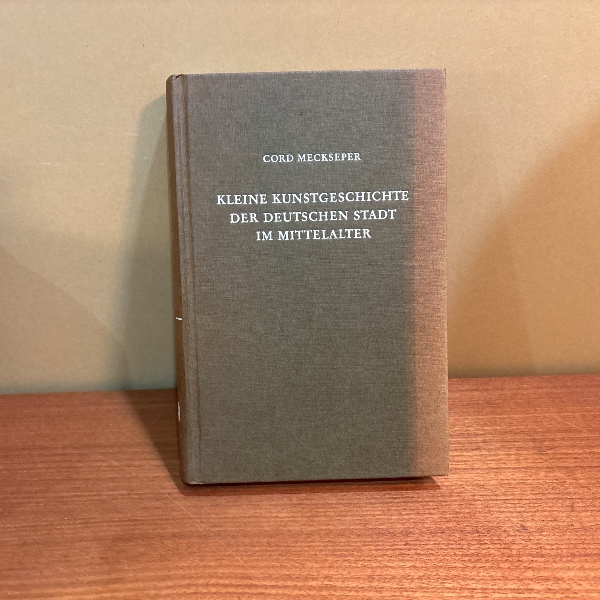 CORD MECKSEPER
KLEINE KUNSTGESCHICHTE
DER DEUTSCHEN STADT
IM MITTELALTER